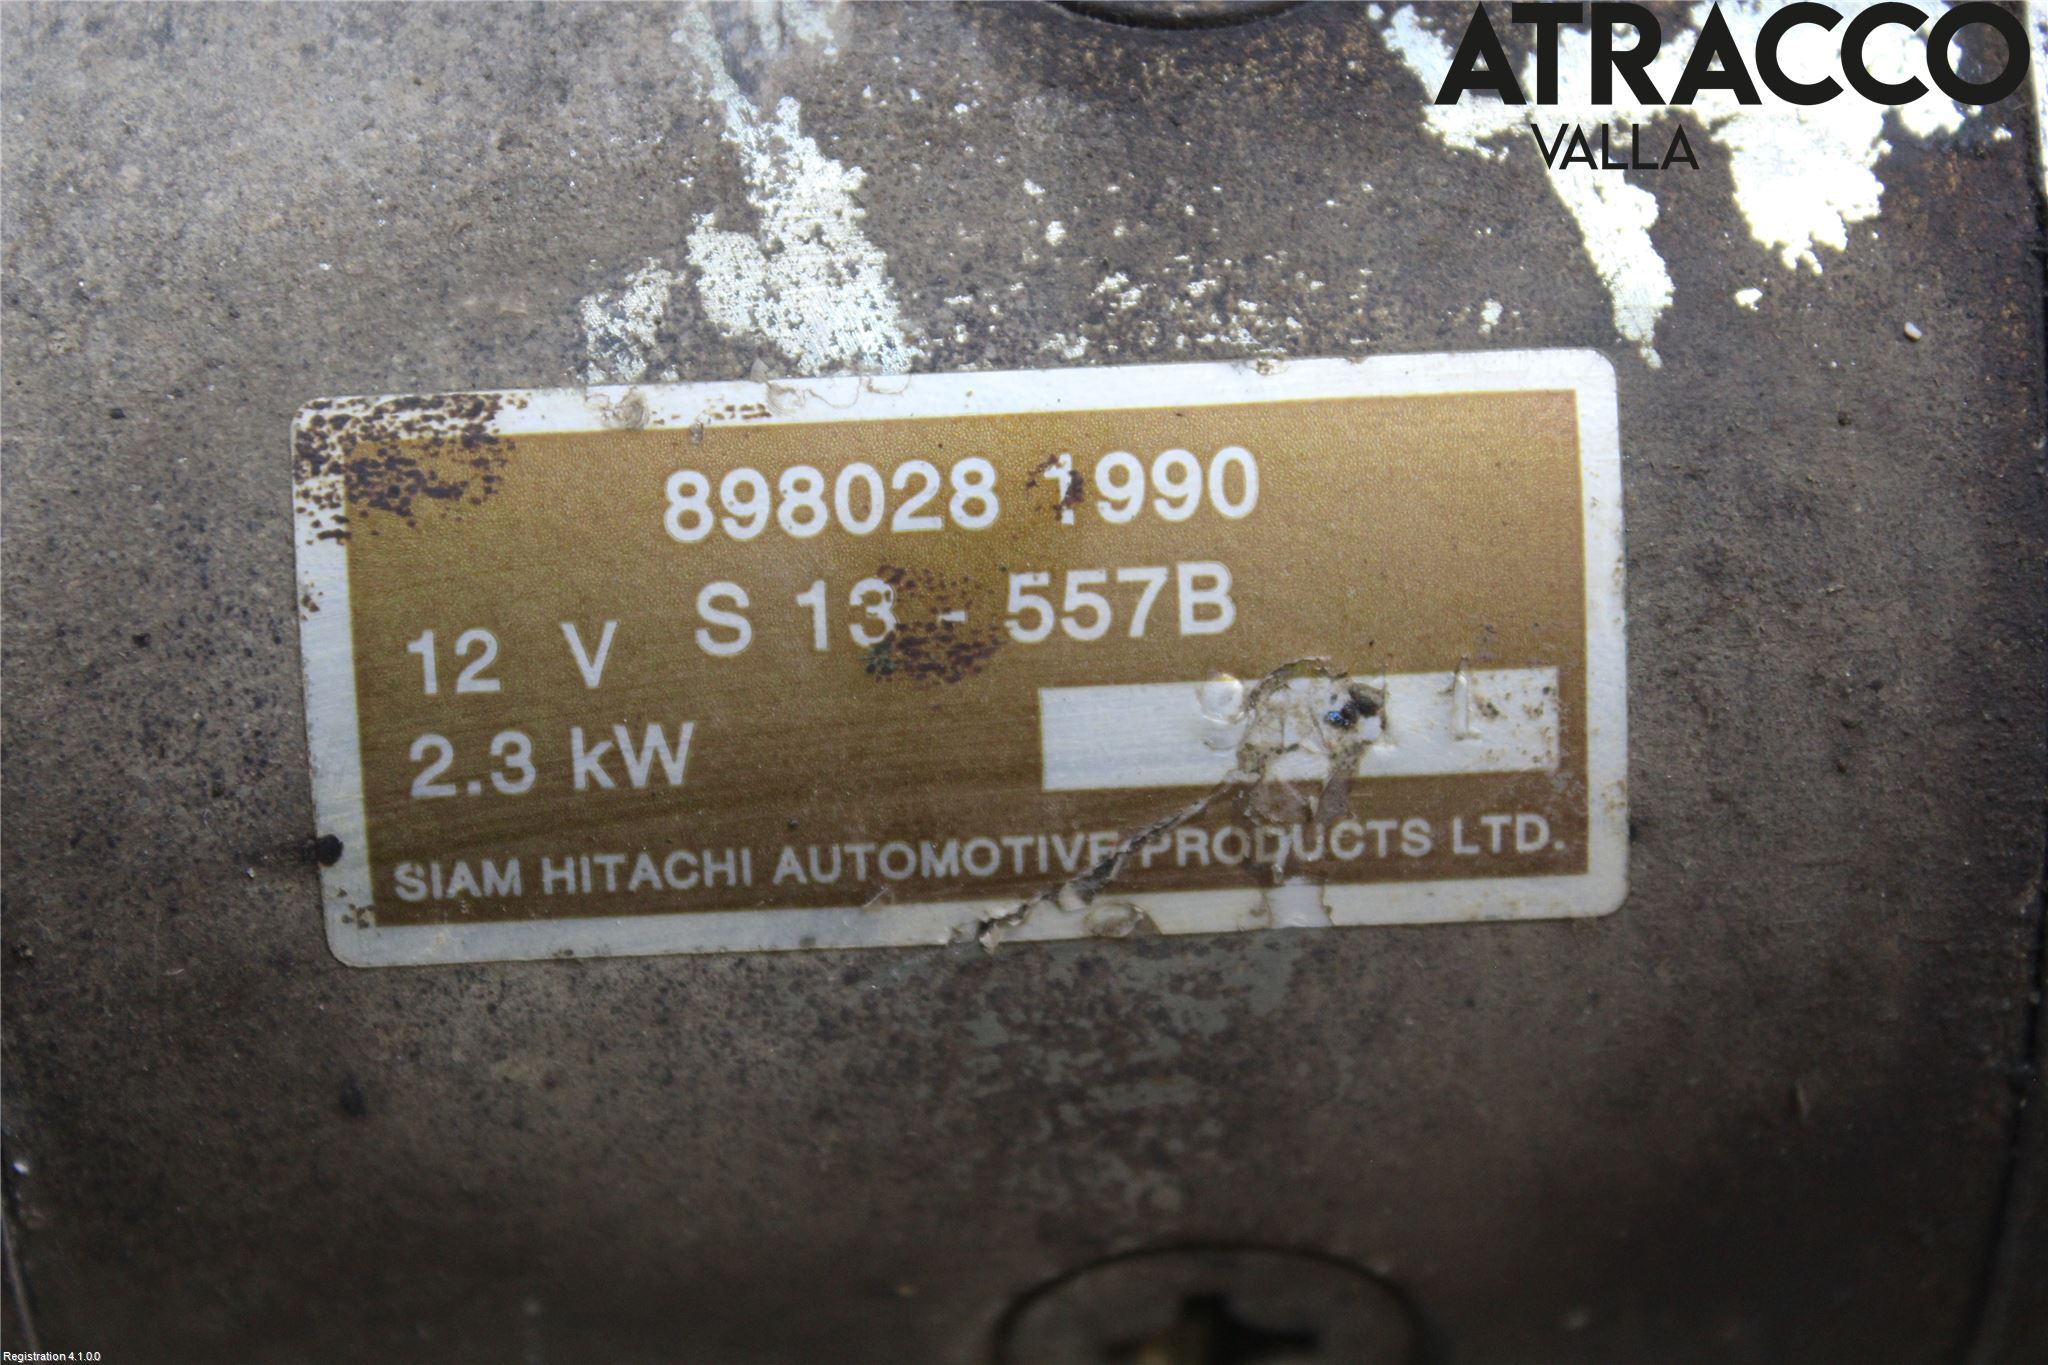 ATRACCO
VALLA
898028 1990
S 13 - 557B
12 V
2.3 kW
SIAM HITACHI AUTOMOTIVE PRODUCTS LTD.
Registration 4.1.0.0